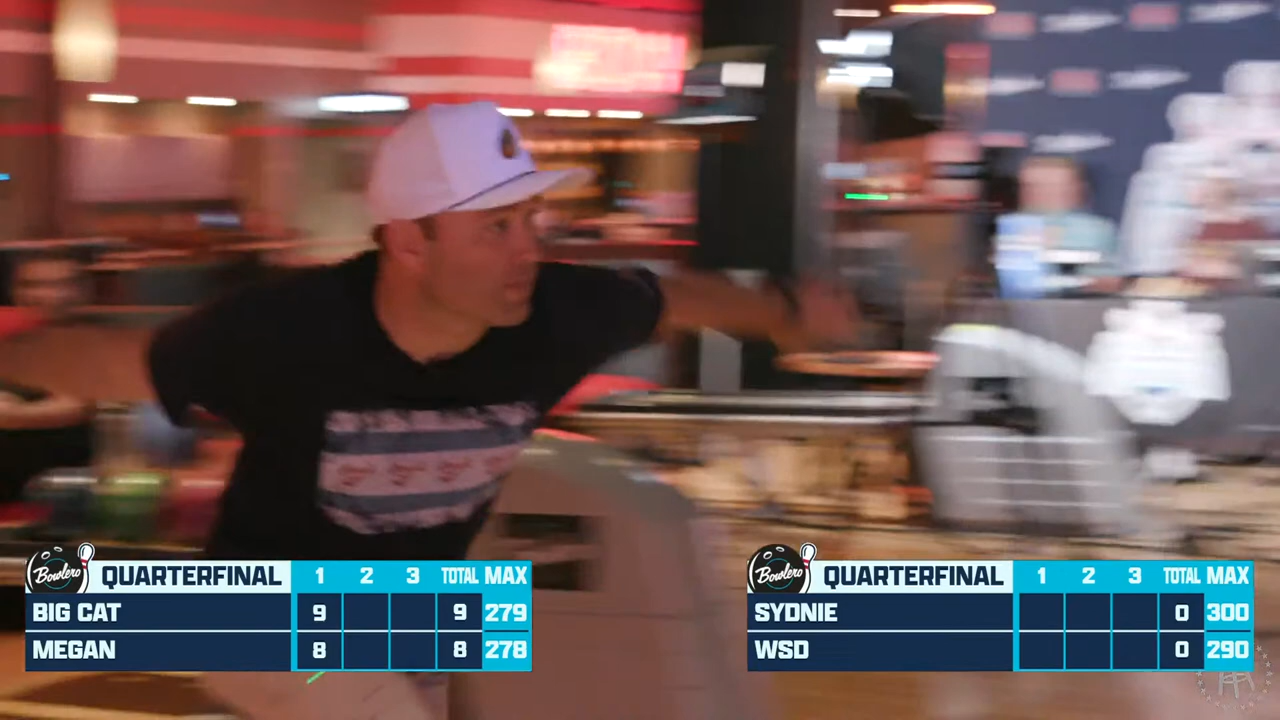 Bowlero QUARTERFINAL 1 2 3 TOTAL MAX
BIG CAT 9 9 279
MEGAN 8 8 278
Bowlero QUARTERFINAL 1 2 3 TOTAL MAX
SYDNIE 0 300
WSD 0 290